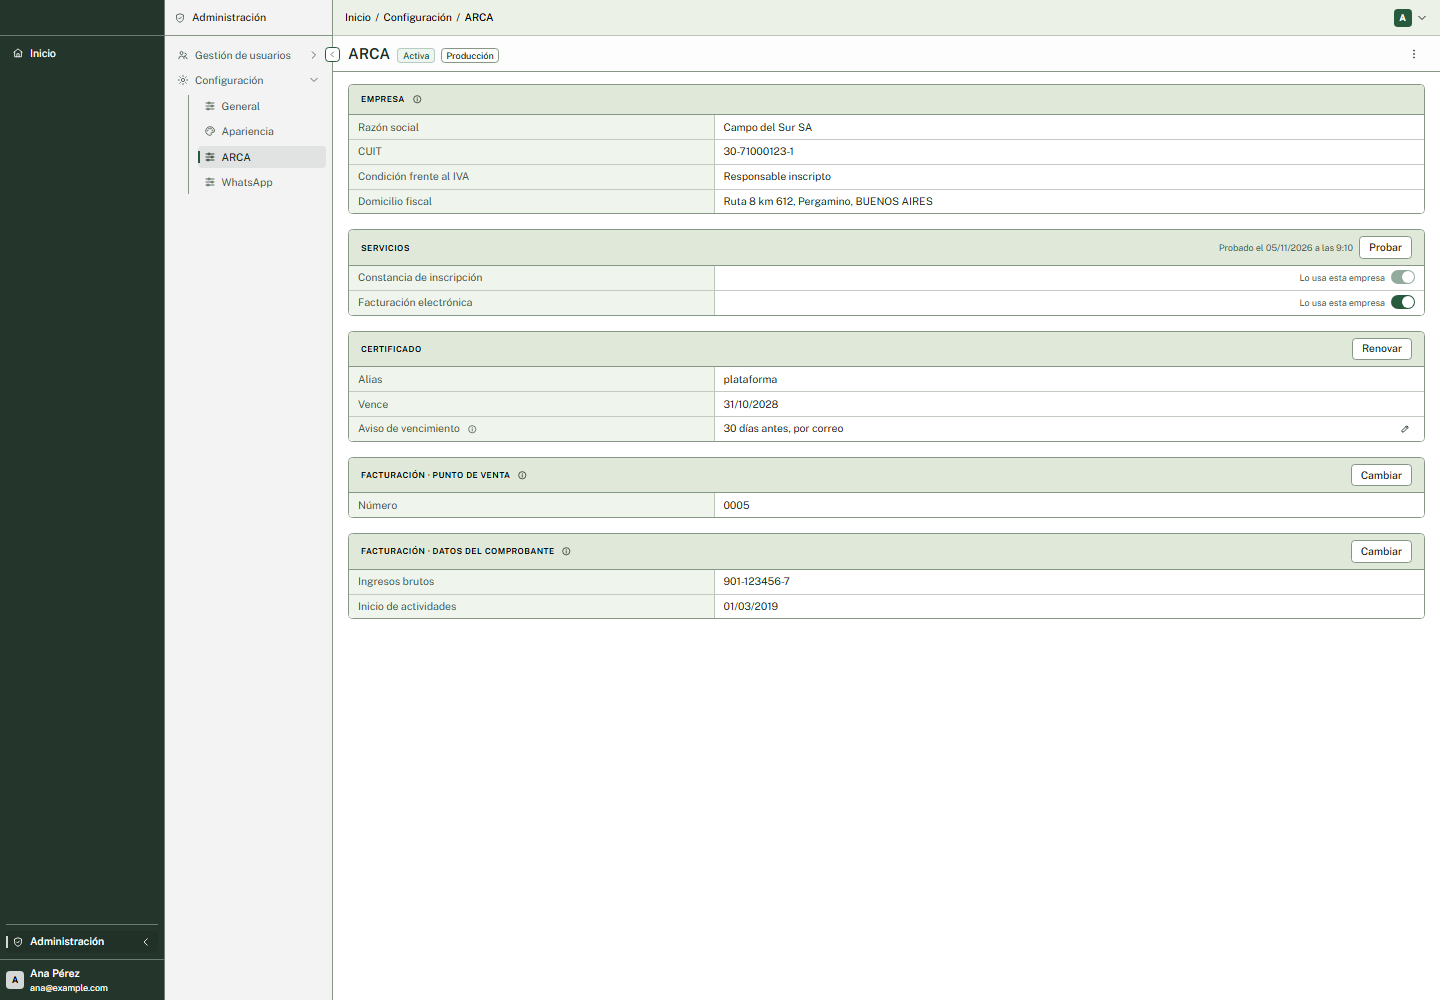 Administración
Inicio / Configuración / ARCA
A
Inicio
Gestión de usuarios
Configuración
General
Apariencia
ARCA
WhatsApp
ARCA Activa Producción
EMPRESA
Razón social Campo del Sur SA
CUIT 30-71000123-1
Condición frente al IVA Responsable inscripto
Domicilio fiscal Ruta 8 km 612, Pergamino, BUENOS AIRES
SERVICIOS Probado el 05/11/2026 a las 9:10 Probar
Constancia de inscripción Lo usa esta empresa
Facturación electrónica Lo usa esta empresa
CERTIFICADO Renovar
Alias plataforma
Vence 31/10/2028
Aviso de vencimiento 30 días antes, por correo
FACTURACIÓN · PUNTO DE VENTA Cambiar
Número 0005
FACTURACIÓN · DATOS DEL COMPROBANTE Cambiar
Ingresos brutos 901-123456-7
Inicio de actividades 01/03/2019
Administración
A
Ana Pérez
ana@example.com